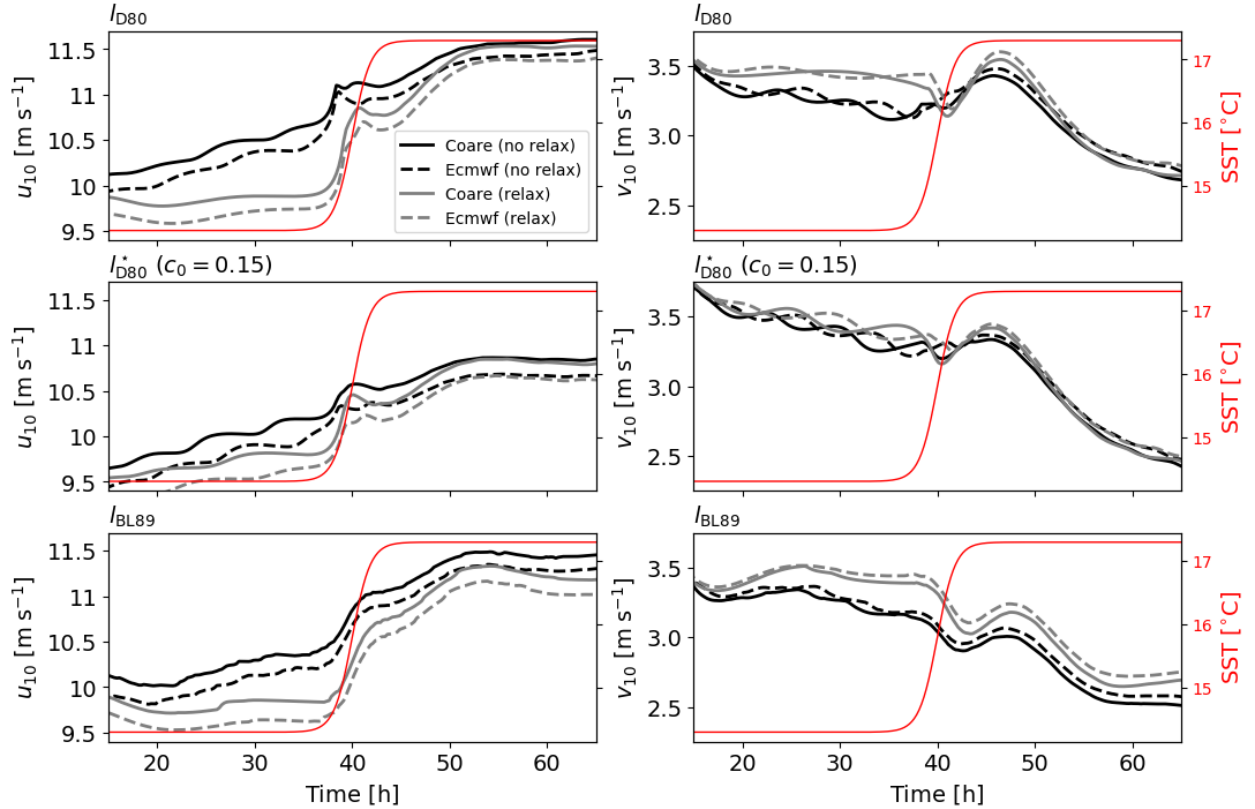 l_D80
11.5
11.0
10.5
10
9.5
u_10 [m s⁻¹]
Coare (no relax)
Ecmwf (no relax)
Coare (relax)
Ecmwf (relax)
l_D80
3.5
3.0
2.5
v_10 [m s⁻¹]
17
16
15
SST [°C]
l*_D80 (c_0 = 0.15)
11.5
11.0
10.5
10
9.5
u_10 [m s⁻¹]
l*_D80 (c_0 = 0.15)
3.5
3.0
2.5
v_10 [m s⁻¹]
17
16
15
SST [°C]
l_BL89
11.5
11.0
10.5
10
9.5
u_10 [m s⁻¹]
20 30 40 50 60
Time [h]
l_BL89
3.5
3.0
2.5
v_10 [m s⁻¹]
17
16
15
SST [°C]
20 30 40 50 60
Time [h]